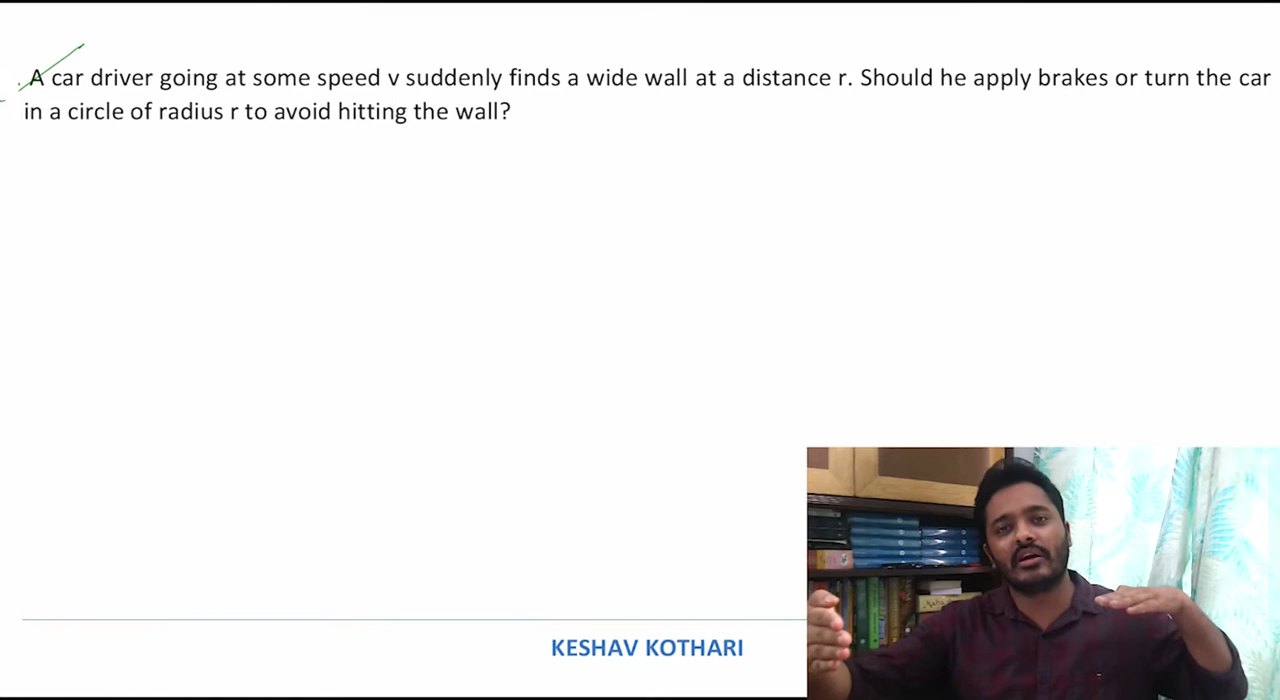 A car driver going at some speed v suddenly finds a wide wall at a distance r. Should he apply brakes or turn the car
in a circle of radius r to avoid hitting the wall?
KESHAV KOTHARI